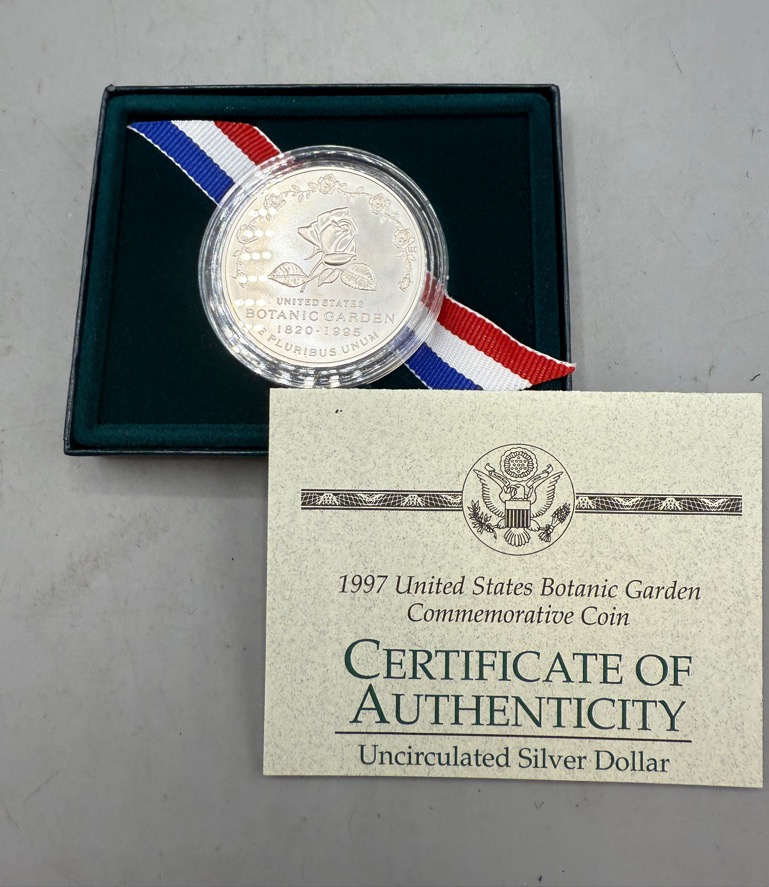 UNITED STATES
BOTANIC GARDEN
1820-1995
E PLURIBUS UNUM
1997 United States Botanic Garden
Commemorative Coin
CERTIFICATE OF
AUTHENTICITY
Uncirculated Silver Dollar